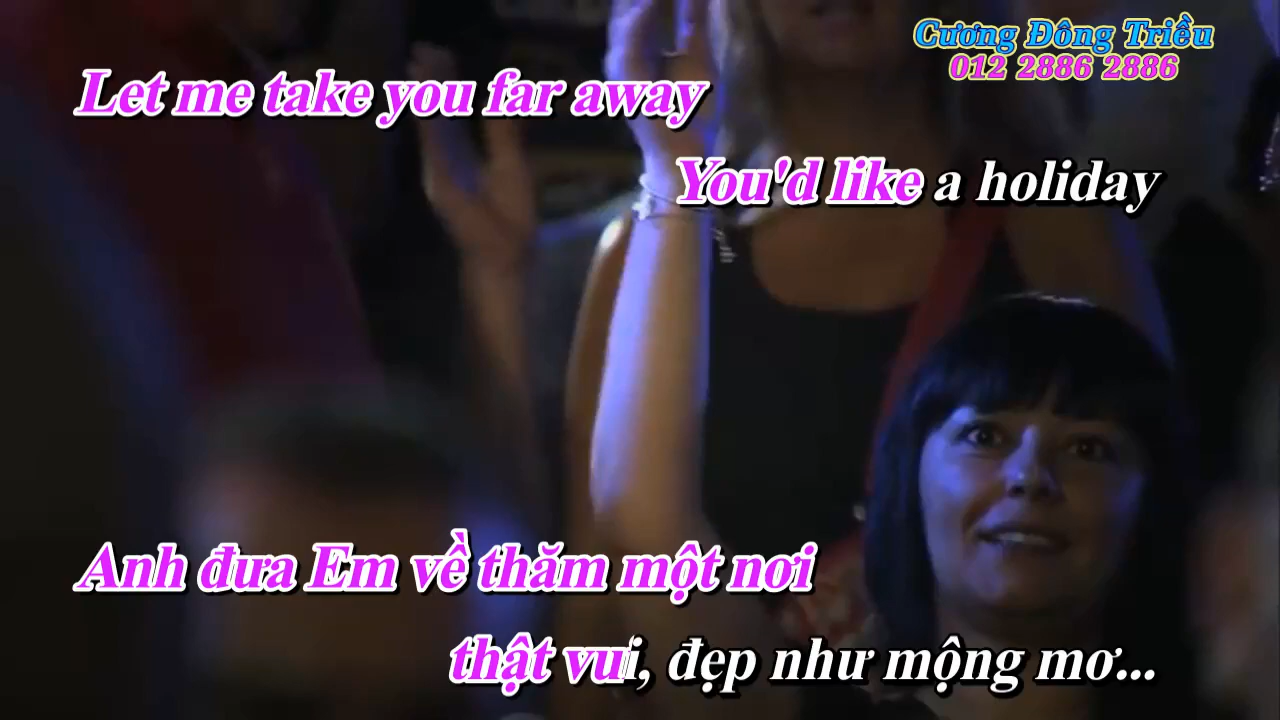 Cương Đông Triều
012 2886 2886
Let me take you far away
You'd like a holiday
Anh đưa Em về thăm một nơi
thật vui, đẹp như mộng mơ...